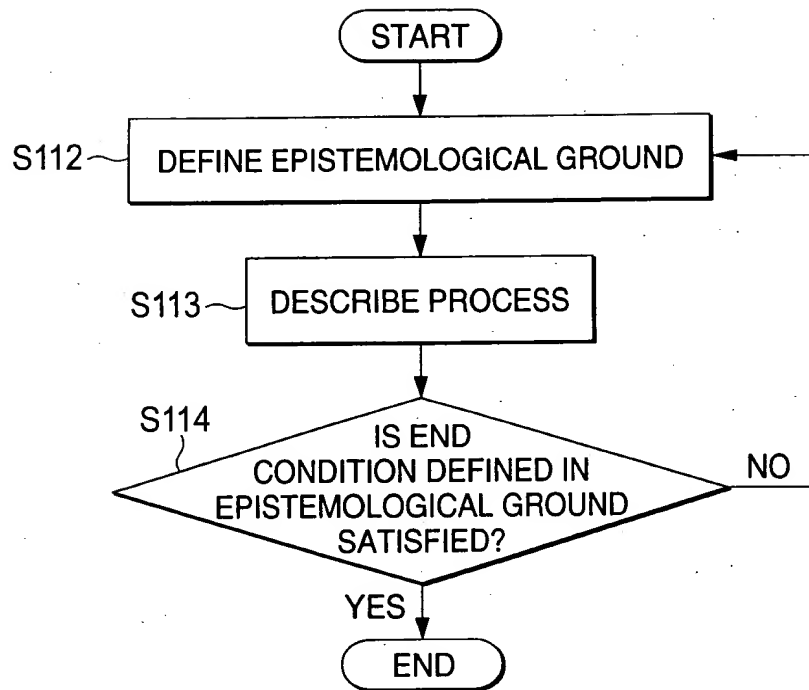 START
S112
DEFINE EPISTEMOLOGICAL GROUND
S113
DESCRIBE PROCESS
S114
IS END
CONDITION DEFINED IN
EPISTEMOLOGICAL GROUND
SATISFIED?
NO
YES
END